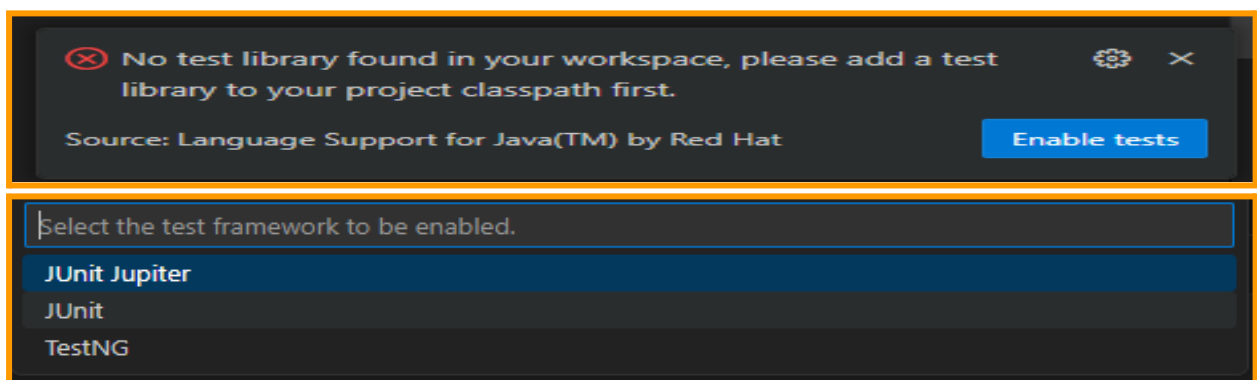 No test library found in your workspace, please add a test
library to your project classpath first.
Source: Language Support for Java(TM) by Red Hat
Enable tests
Select the test framework to be enabled.
JUnit Jupiter
JUnit
TestNG